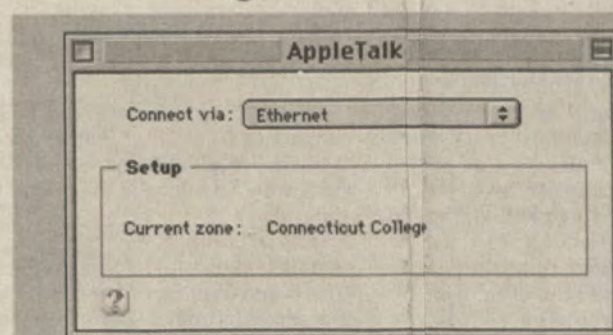 AppleTalk
Connect via: Ethernet
Setup
Current zone: Connecticut College
?